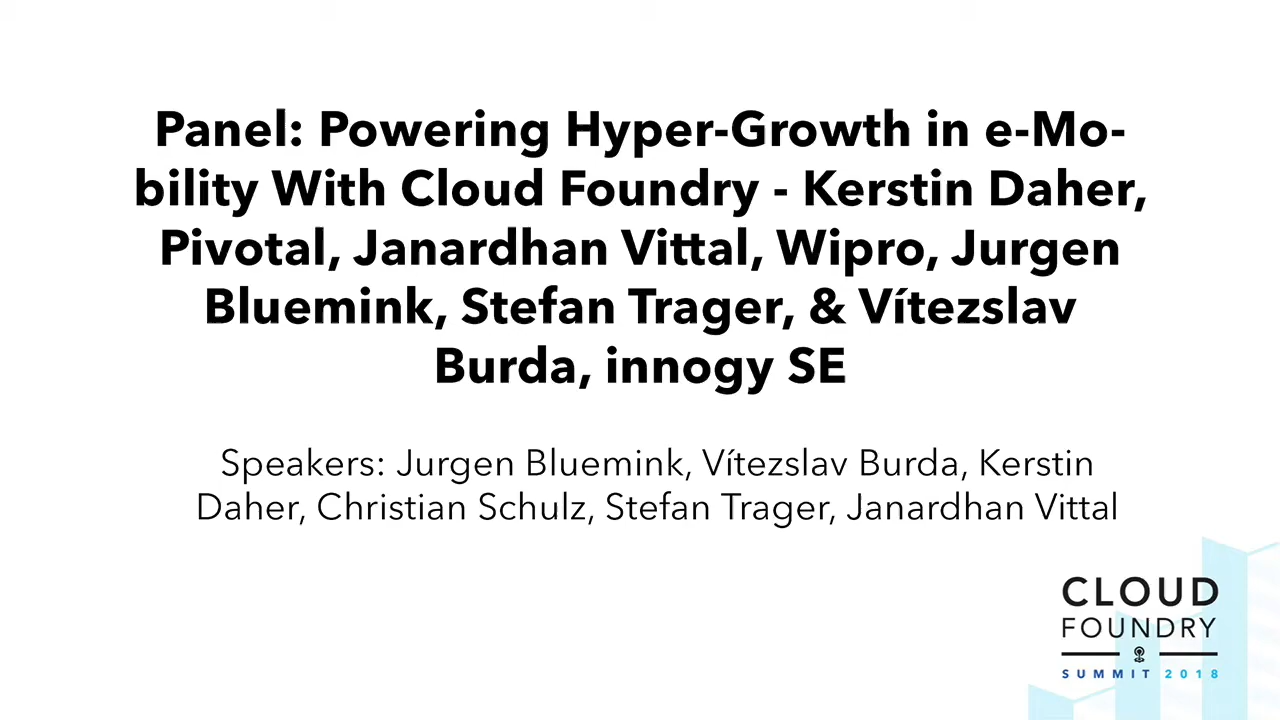 Panel: Powering Hyper-Growth in e-Mo-
bility With Cloud Foundry - Kerstin Daher,
Pivotal, Janardhan Vittal, Wipro, Jurgen
Bluemink, Stefan Trager, & Vítezslav
Burda, innogy SE
Speakers: Jurgen Bluemink, Vítezslav Burda, Kerstin
Daher, Christian Schulz, Stefan Trager, Janardhan Vittal
CLOUD
FOUNDRY
SUMMIT 2018